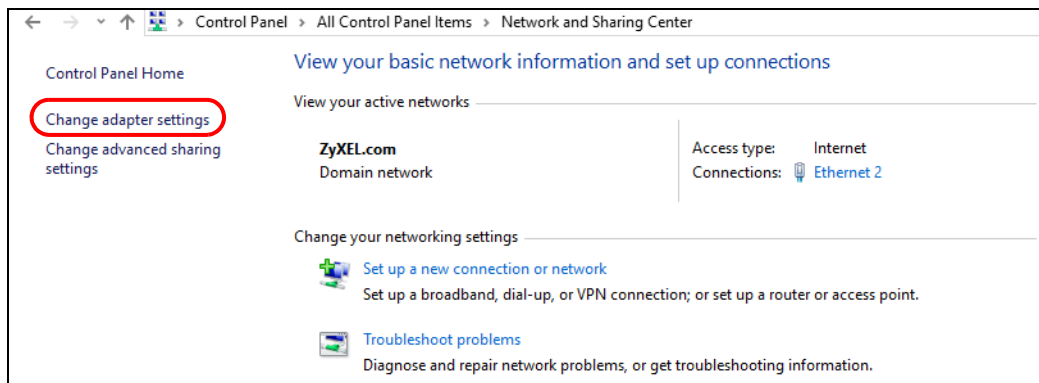 Control Panel > All Control Panel Items > Network and Sharing Center
Control Panel Home
Change adapter settings
Change advanced sharing
settings
View your basic network information and set up connections
View your active networks
ZyXEL.com
Domain network
Access type: Internet
Connections: Ethernet 2
Change your networking settings
Set up a new connection or network
Set up a broadband, dial-up, or VPN connection; or set up a router or access point.
Troubleshoot problems
Diagnose and repair network problems, or get troubleshooting information.